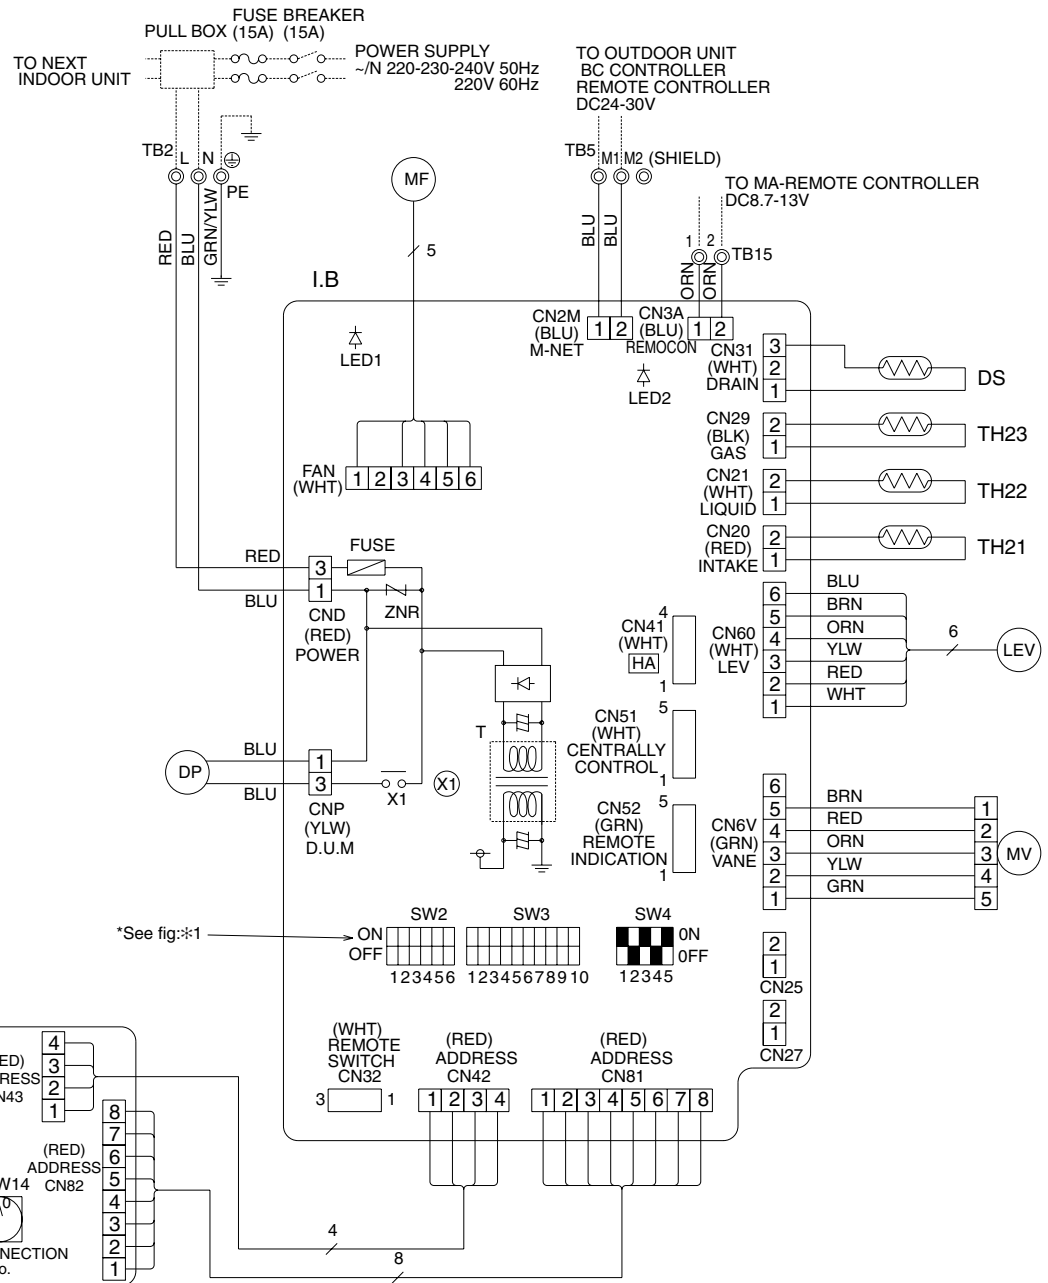 FUSE BREAKER
PULL BOX (15A) (15A)
TO NEXT
INDOOR UNIT
POWER SUPPLY
~/N 220-230-240V 50Hz
220V 60Hz
TO OUTDOOR UNIT
BC CONTROLLER
REMOTE CONTROLLER
DC24-30V
TB2 L N
PE
RED
BLU
GRN/YLW
MF
5
TB5 M1 M2 (SHIELD)
BLU
BLU
TO MA-REMOTE CONTROLLER
DC8.7-13V
1 2
TB15
ORN
ORN
I.B
LED1
CN2M
(BLU)
M-NET
1 2
CN3A
(BLU)
REMOCON
1 2
LED2
CN31
(WHT)
DRAIN
3
2
1
DS
CN29
(BLK)
GAS
2
1
TH23
CN21
(WHT)
LIQUID
2
1
TH22
CN20
(RED)
INTAKE
2
1
TH21
FAN
(WHT)
1 2 3 4 5 6
RED
BLU
3
1
FUSE
ZNR
CND
(RED)
POWER
CN41
(WHT)
HA
4
1
CN60
(WHT)
LEV
6
5
4
3
2
1
BLU
BRN
ORN
YLW
RED
WHT
6
LEV
T
CN51
(WHT)
CENTRALLY
CONTROL
5
1
DP
BLU
BLU
1
3
X1
X1
CNP
(YLW)
D.U.M
CN52
(GRN)
REMOTE
INDICATION
5
1
CN6V
(GRN)
VANE
6
5
4
3
2
1
BRN
RED
ORN
YLW
GRN
1
2
3
4
5
MV
*See fig:※1
ON
OFF
SW2
123456
SW3
12345678910
SW4
0N
0FF
12345
2
1
CN25
2
1
CN27
(WHT)
REMOTE
SWITCH
CN32
3 1
(RED)
ADDRESS
CN42
1 2 3 4
(RED)
ADDRESS
CN81
1 2 3 4 5 6 7 8
ED)
RESS
N43
4
3
2
1
(RED)
ADDRESS
CN82
8
7
6
5
4
3
2
1
W14
0
NECTION
o.
4
8